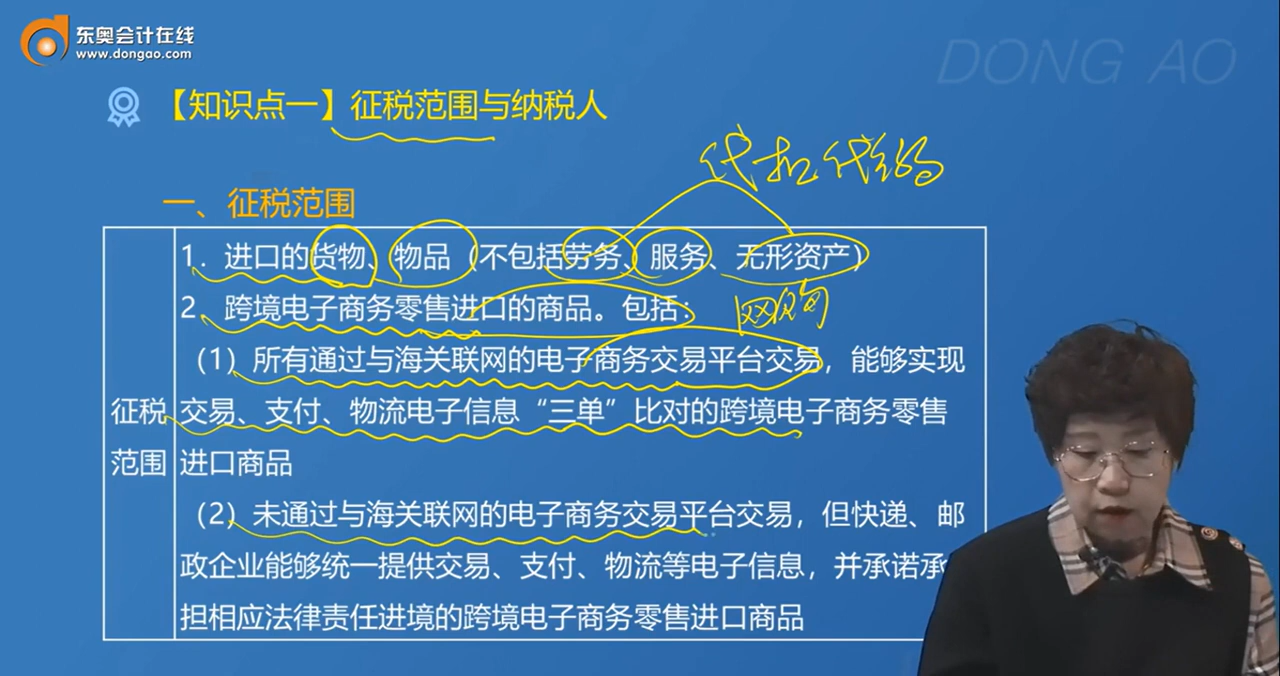 东奥会计在线
www.dongao.com
DONG AO
【知识点一】征税范围与纳税人
代扣代缴
一、征税范围
征税范围
1. 进口的货物、物品（不包括劳务、服务、无形资产）
2. 跨境电子商务零售进口的商品。包括：
网购
（1）所有通过与海关联网的电子商务交易平台交易，能够实现
交易、支付、物流电子信息“三单”比对的跨境电子商务零售
进口商品
（2）未通过与海关联网的电子商务交易平台交易，但快递、邮
政企业能够统一提供交易、支付、物流等电子信息，并承诺承
担相应法律责任进境的跨境电子商务零售进口商品